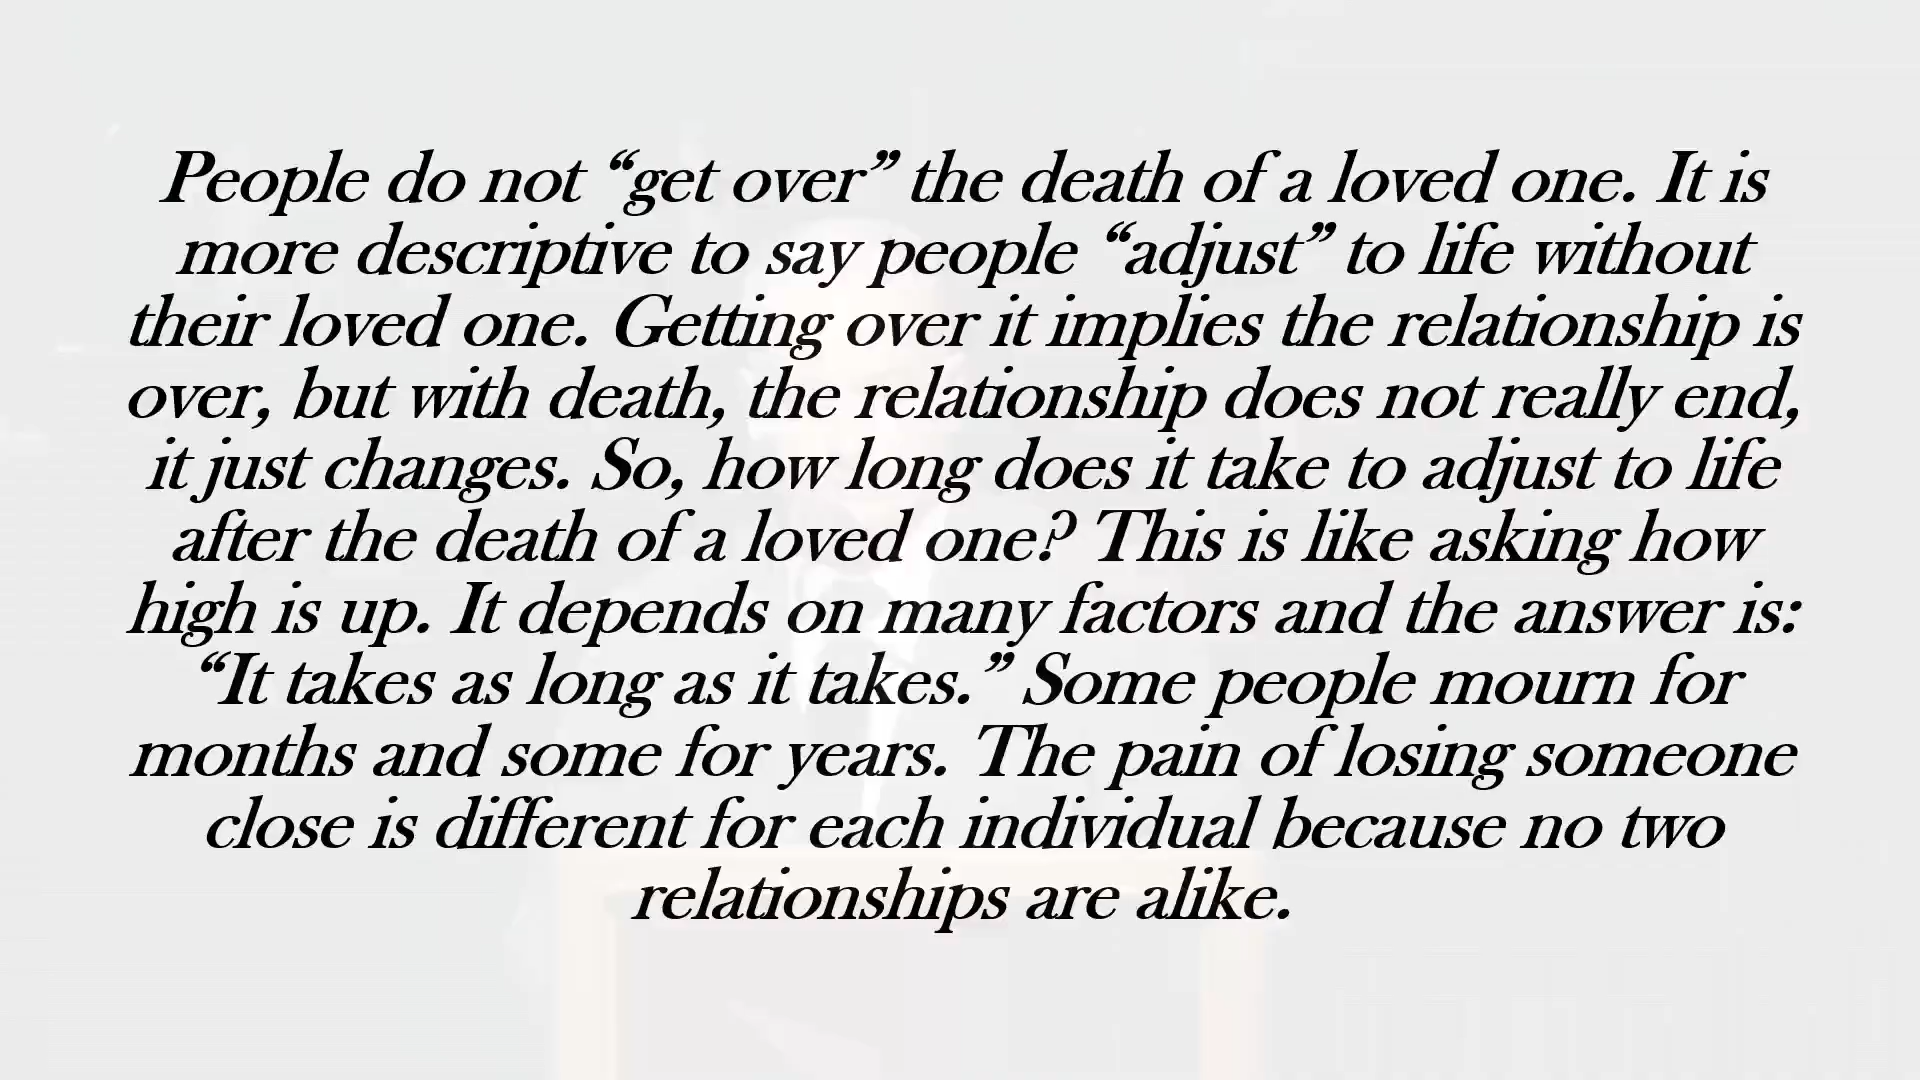 People do not “get over” the death of a loved one. It is
more descriptive to say people “adjust” to life without
their loved one. Getting over it implies the relationship is
over, but with death, the relationship does not really end,
it just changes. So, how long does it take to adjust to life
after the death of a loved one? This is like asking how
high is up. It depends on many factors and the answer is:
“It takes as long as it takes.” Some people mourn for
months and some for years. The pain of losing someone
close is different for each individual because no two
relationships are alike.